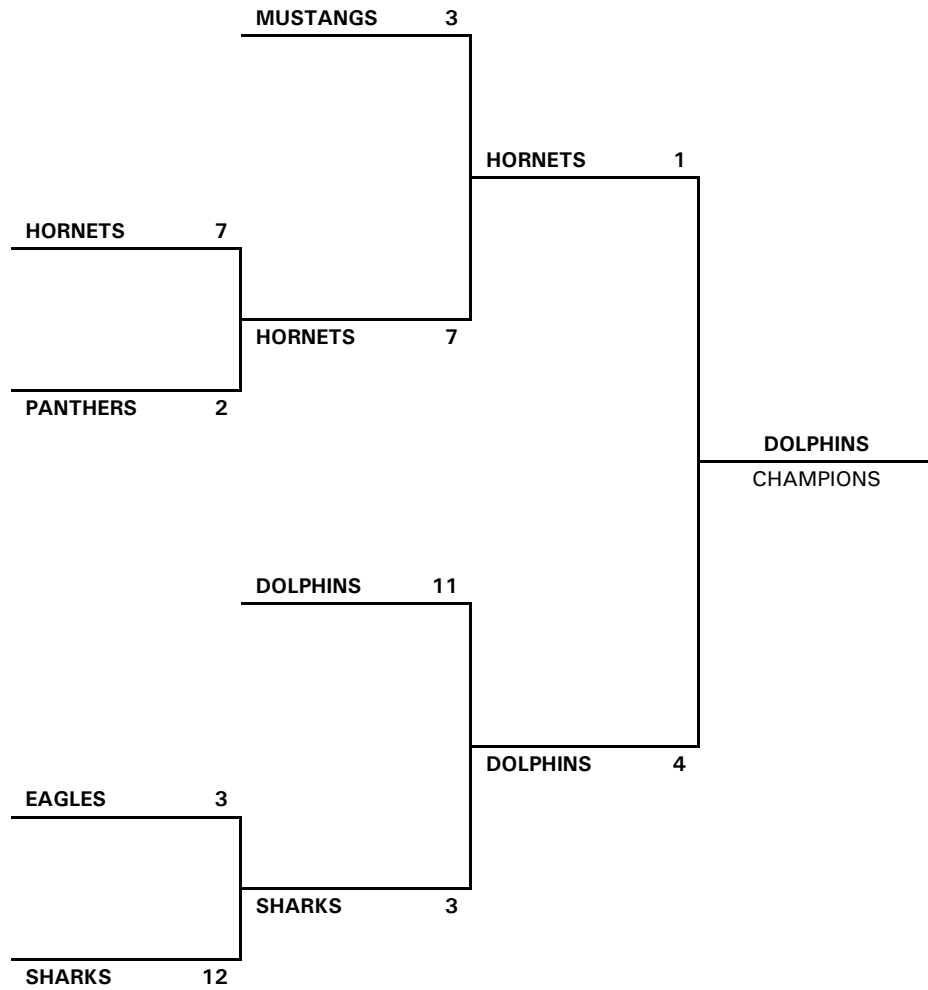 MUSTANGS 3
HORNETS 1
HORNETS 7
HORNETS 7
PANTHERS 2
DOLPHINS
CHAMPIONS
DOLPHINS 11
DOLPHINS 4
EAGLES 3
SHARKS 3
SHARKS 12